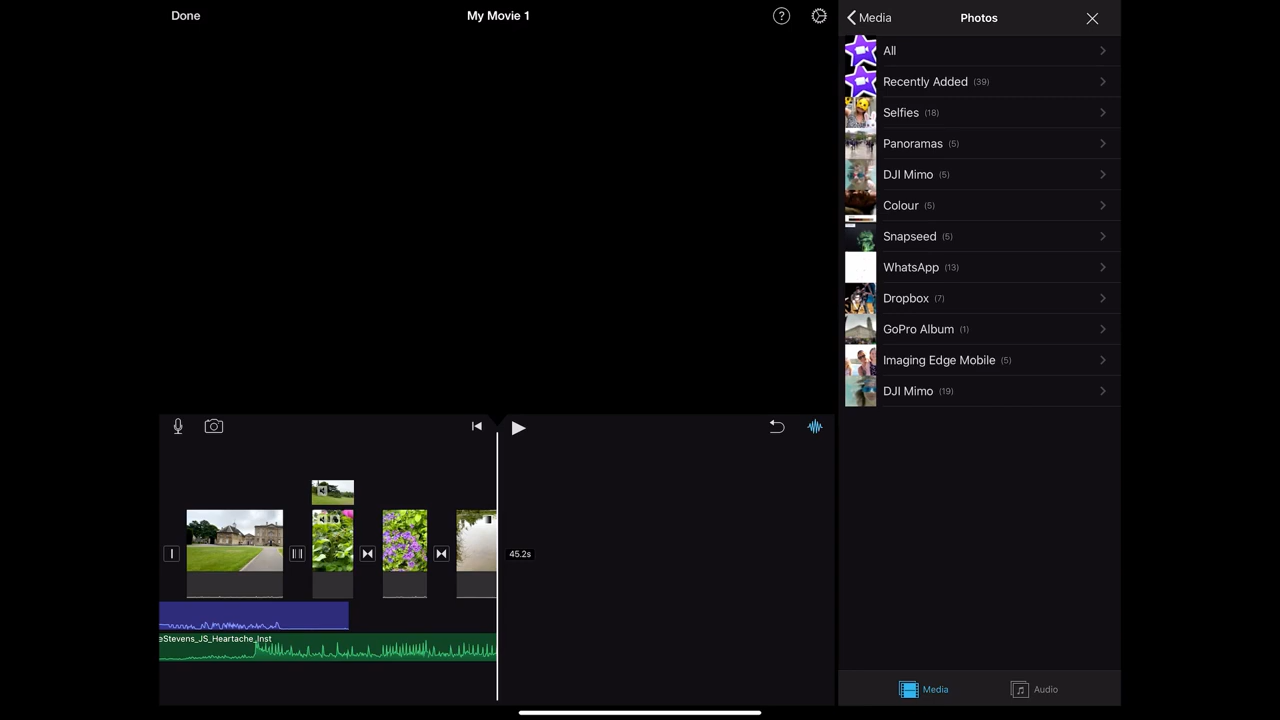 Done
My Movie 1
?
Media
Photos
All
Recently Added (39)
Selfies (18)
Panoramas (5)
DJI Mimo (5)
Colour (5)
Snapseed (5)
WhatsApp (13)
Dropbox (7)
GoPro Album (1)
Imaging Edge Mobile (5)
DJI Mimo (19)
45.2s
eStevens_JS_Heartache_Inst
Media
Audio